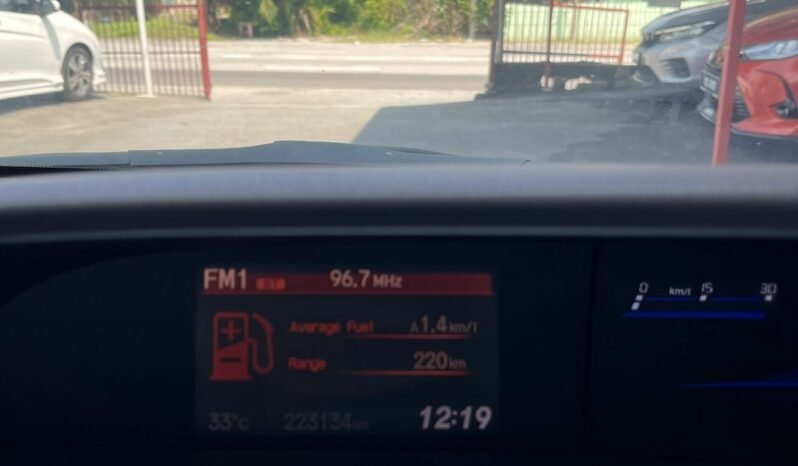 FM1 96.7 MHz
0 km/l 15 30
Average Fuel A 1.4 km/l
Range 220 km
33°c 223134 km 12:19